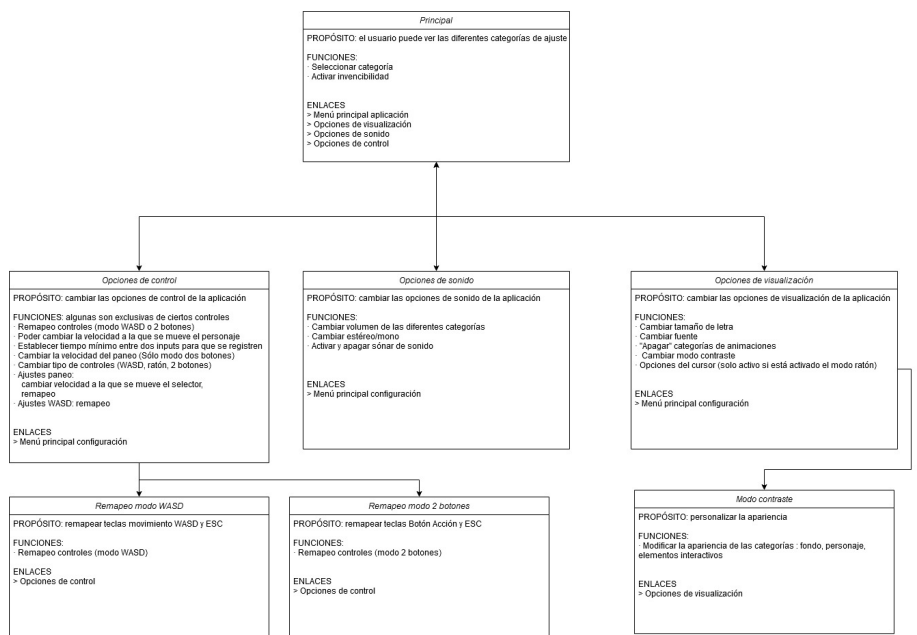 Principal
PROPÓSITO: el usuario puede ver las diferentes categorías de ajuste
FUNCIONES:
· Seleccionar categoría
· Activar invencibilidad
ENLACES
> Menú principal aplicación
> Opciones de visualización
> Opciones de sonido
> Opciones de control
Opciones de control
PROPÓSITO: cambiar las opciones de control de la aplicación
FUNCIONES: algunas son exclusivas de ciertos controles
· Remapeo controles (modo WASD o 2 botones)
· Poder cambiar la velocidad a la que se mueve el personaje
· Establecer tiempo mínimo entre dos inputs para que se registren
· Cambiar la velocidad del paneo (Sólo modo dos botones)
· Cambiar tipo de controles (WASD, ratón, 2 botones)
· Ajustes paneo:
cambiar velocidad a la que se mueve el selector,
remapeo
· Ajustes WASD: remapeo
ENLACES
> Menú principal configuración
Opciones de sonido
PROPÓSITO: cambiar las opciones de sonido de la aplicación
FUNCIONES:
· Cambiar volumen de las diferentes categorías
· Cambiar estéreo/mono
· Activar y apagar sónar de sonido
ENLACES
> Menú principal configuración
Opciones de visualización
PROPÓSITO: cambiar las opciones de visualización de la aplicación
FUNCIONES:
· Cambiar tamaño de letra
· Cambiar fuente
· "Apagar" categorías de animaciones
· Cambiar modo contraste
· Opciones del cursor (solo activo si está activado el modo ratón)
ENLACES
> Menú principal configuración
Remapeo modo WASD
PROPÓSITO: remapear teclas movimiento WASD y ESC
FUNCIONES:
· Remapeo controles (modo WASD)
ENLACES
> Opciones de control
Remapeo modo 2 botones
PROPÓSITO: remapear teclas Botón Acción y ESC
FUNCIONES:
· Remapeo controles (modo 2 botones)
ENLACES
> Opciones de control
Modo contraste
PROPÓSITO: personalizar la apariencia
FUNCIONES:
· Modificar la apariencia de las categorías : fondo, personaje,
elementos interactivos
ENLACES
> Opciones de visualización